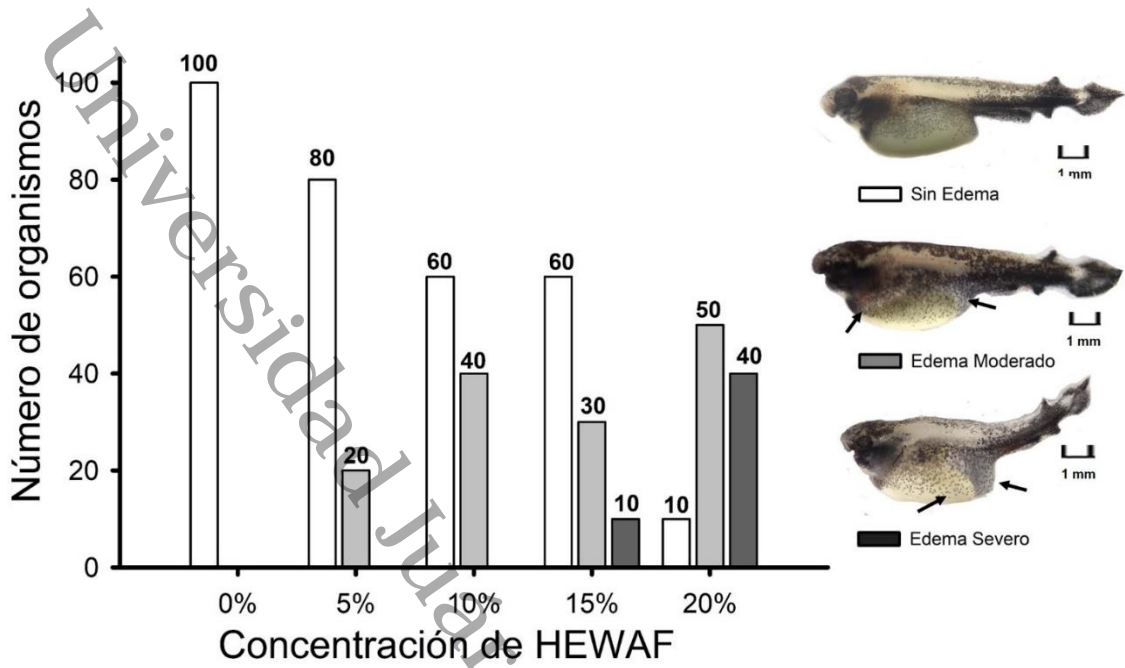 Universidad Juár
Número de organismos
100
80
60
40
20
0
100
80
20
60
40
60
30
10
10
50
40
0%
5%
10%
15%
20%
Concentración de HEWAF
1 mm
Sin Edema
1 mm
Edema Moderado
1 mm
Edema Severo